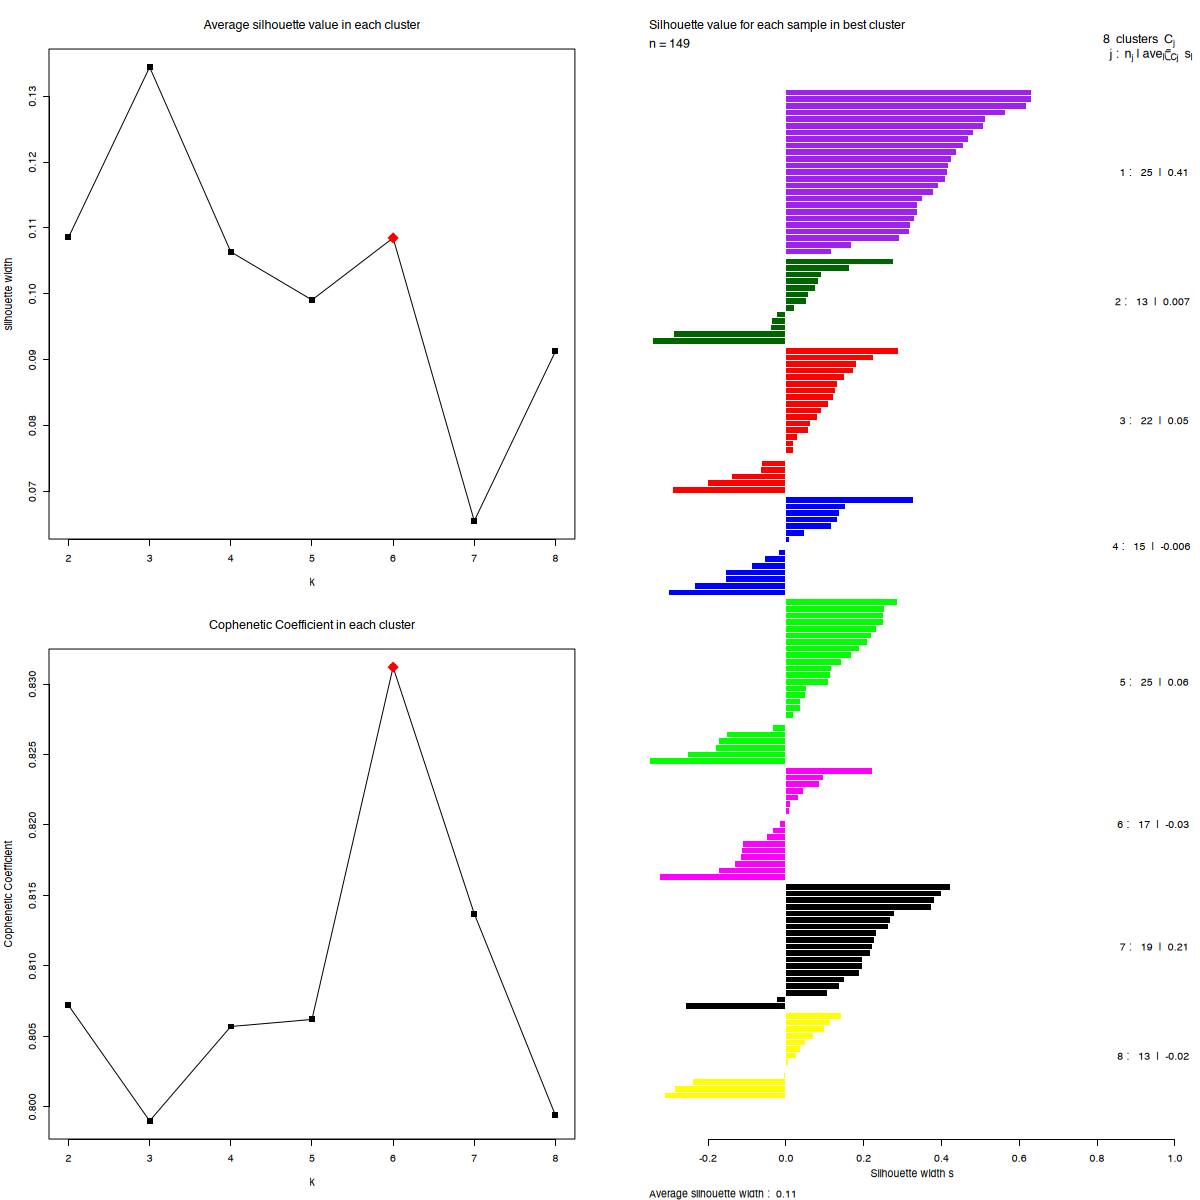 Average silhouette value in each cluster
silhouette width
0.13
0.12
0.11
0.10
0.09
0.08
0.07
2 3 4 5 6 7 8
k
Cophenetic Coefficient in each cluster
Cophenetic Coefficient
0.830
0.825
0.820
0.815
0.810
0.805
0.800
2 3 4 5 6 7 8
k
Silhouette value for each sample in best cluster
n = 149
8 clusters Cj
j : nj | avei∈Cj si
1 : 25 | 0.41
2 : 13 | 0.007
3 : 22 | 0.05
4 : 15 | -0.006
5 : 25 | 0.06
6 : 17 | -0.03
7 : 19 | 0.21
8 : 13 | -0.02
-0.2 0.0 0.2 0.4 0.6 0.8 1.0
Silhouette width s
Average silhouette width : 0.11